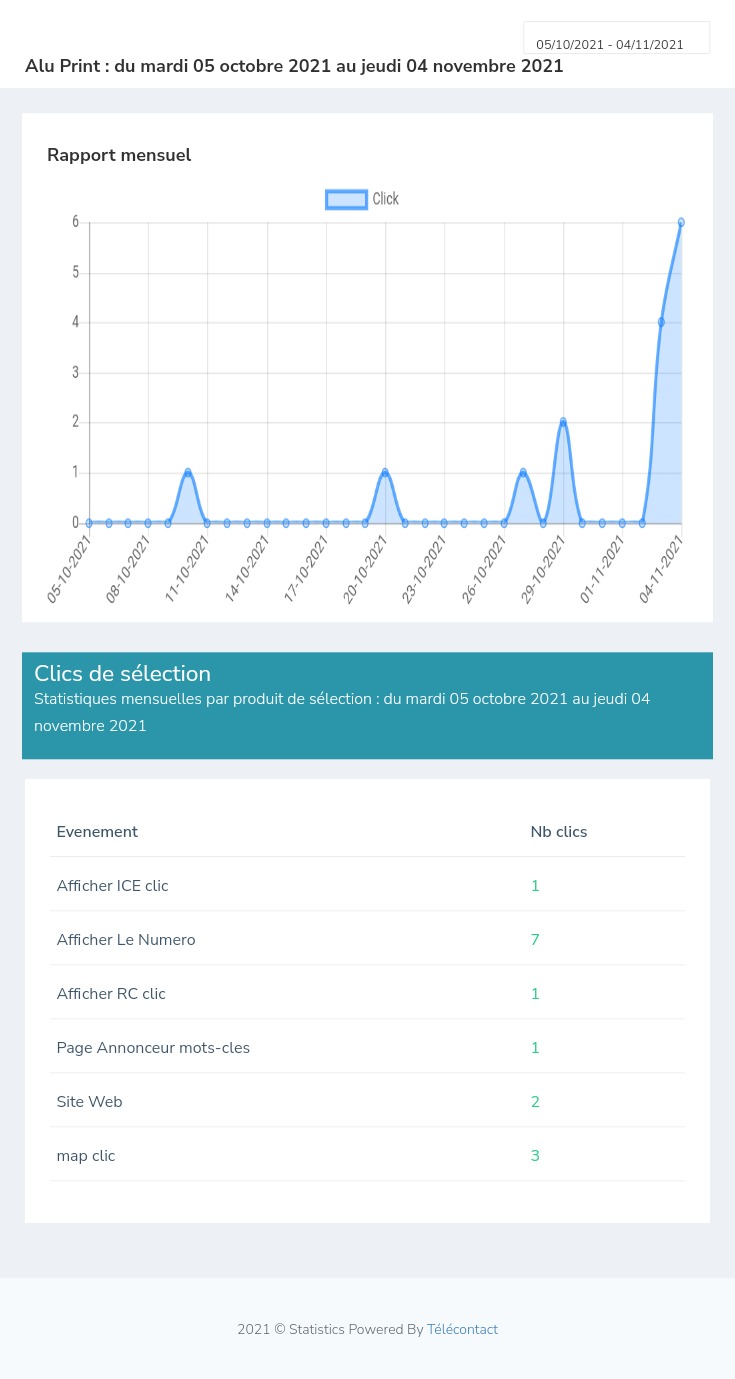 05/10/2021 - 04/11/2021
Alu Print : du mardi 05 octobre 2021 au jeudi 04 novembre 2021
Rapport mensuel
Click
6
5
4
3
2
1
0
05-10-2021
08-10-2021
11-10-2021
14-10-2021
17-10-2021
20-10-2021
23-10-2021
26-10-2021
29-10-2021
01-11-2021
04-11-2021
Clics de sélection
Statistiques mensuelles par produit de sélection : du mardi 05 octobre 2021 au jeudi 04
novembre 2021
Evenement Nb clics
Afficher ICE clic 1
Afficher Le Numero 7
Afficher RC clic 1
Page Annonceur mots-cles 1
Site Web 2
map clic 3
2021 © Statistics Powered By Télécontact